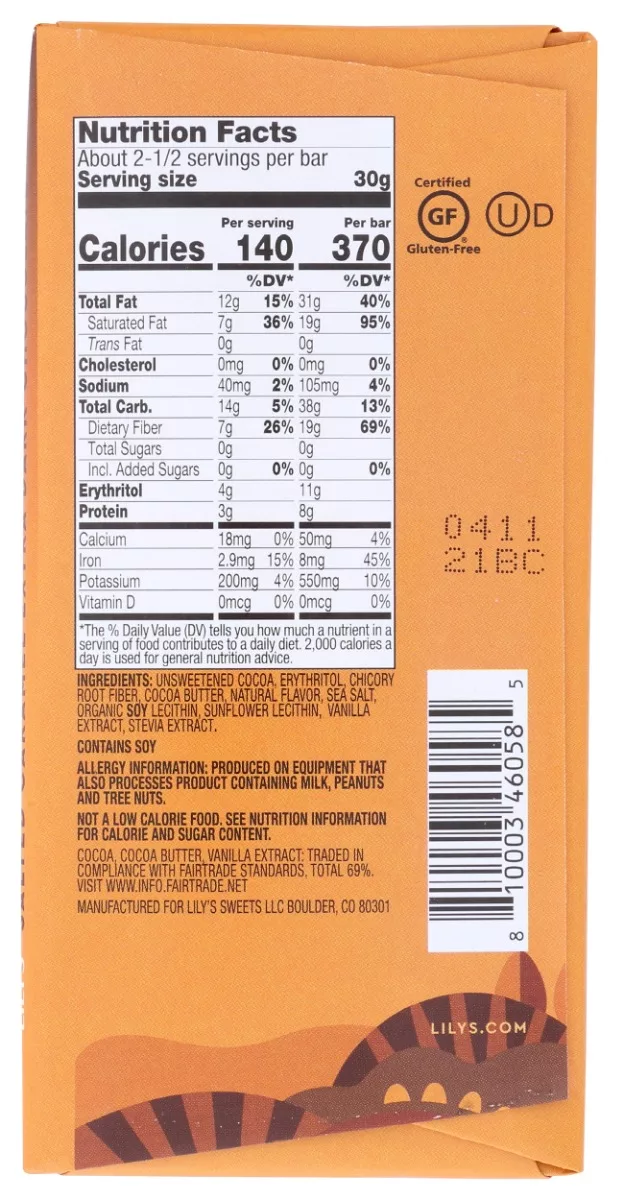 Nutrition Facts
About 2-1/2 servings per bar
Serving size 30g
Per serving Per bar
Calories 140 370
%DV* %DV*
Total Fat 12g 15% 31g 40%
Saturated Fat 7g 36% 19g 95%
Trans Fat 0g 0g
Cholesterol 0mg 0% 0mg 0%
Sodium 40mg 2% 105mg 4%
Total Carb. 14g 5% 38g 13%
Dietary Fiber 7g 26% 19g 69%
Total Sugars 0g 0g
Incl. Added Sugars 0g 0% 0g 0%
Erythritol 4g 11g
Protein 3g 8g
Calcium 18mg 0% 50mg 4%
Iron 2.9mg 15% 8mg 45%
Potassium 200mg 4% 550mg 10%
Vitamin D 0mcg 0% 0mcg 0%
*The % Daily Value (DV) tells you how much a nutrient in a
serving of food contributes to a daily diet. 2,000 calories a
day is used for general nutrition advice.
INGREDIENTS: UNSWEETENED COCOA, ERYTHRITOL, CHICORY
ROOT FIBER, COCOA BUTTER, NATURAL FLAVOR, SEA SALT,
ORGANIC SOY LECITHIN, SUNFLOWER LECITHIN, VANILLA
EXTRACT, STEVIA EXTRACT.
CONTAINS SOY
ALLERGY INFORMATION: PRODUCED ON EQUIPMENT THAT
ALSO PROCESSES PRODUCT CONTAINING MILK, PEANUTS
AND TREE NUTS.
NOT A LOW CALORIE FOOD. SEE NUTRITION INFORMATION
FOR CALORIE AND SUGAR CONTENT.
COCOA, COCOA BUTTER, VANILLA EXTRACT: TRADED IN
COMPLIANCE WITH FAIRTRADE STANDARDS, TOTAL 69%.
VISIT WWW.INFO.FAIRTRADE.NET
MANUFACTURED FOR LILY'S SWEETS LLC BOULDER, CO 80301
Certified
GF
Gluten-Free®
U D
0411
21BC
8 10003 46058 5
LILYS.COM